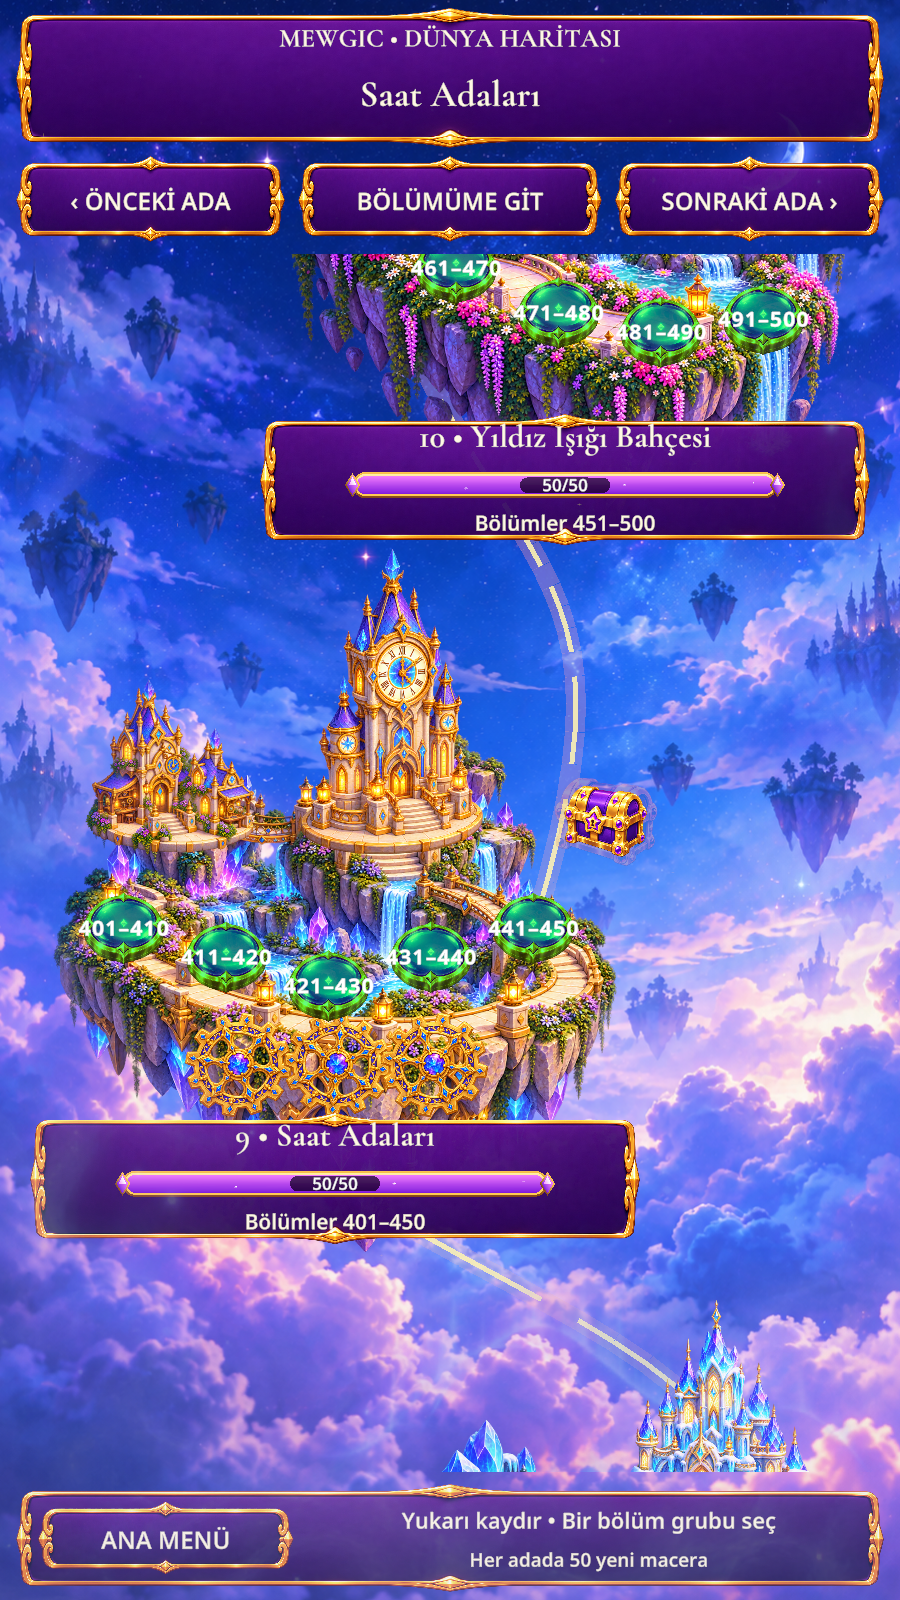 MEWGIC • DÜNYA HARİTASI
Saat Adaları
‹ ÖNCEKİ ADA
BÖLÜMÜME GİT
SONRAKİ ADA ›
461–470
471–480
481–490
491–500
10 • Yıldız Işığı Bahçesi
50/50
Bölümler 451–500
401–410
411–420
421–430
431–440
441–450
9 • Saat Adaları
50/50
Bölümler 401–450
ANA MENÜ
Yukarı kaydır • Bir bölüm grubu seç
Her adada 50 yeni macera